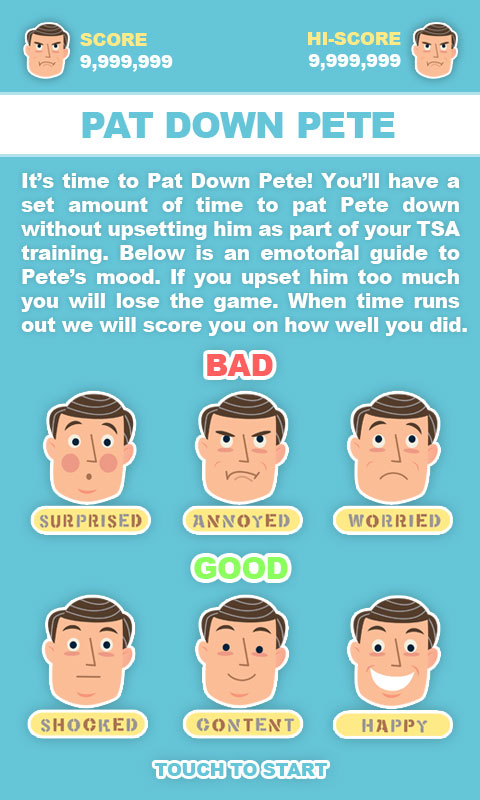 SCORE
9,999,999
HI-SCORE
9,999,999
PAT DOWN PETE
It’s time to Pat Down Pete! You’ll have a
set amount of time to pat Pete down
without upsetting him as part of your TSA
training. Below is an emotonal guide to
Pete’s mood. If you upset him too much
you will lose the game. When time runs
out we will score you on how well you did.
BAD
SURPRISED
ANNOYED
WORRIED
GOOD
SHOCKED
CONTENT
HAPPY
TOUCH TO START